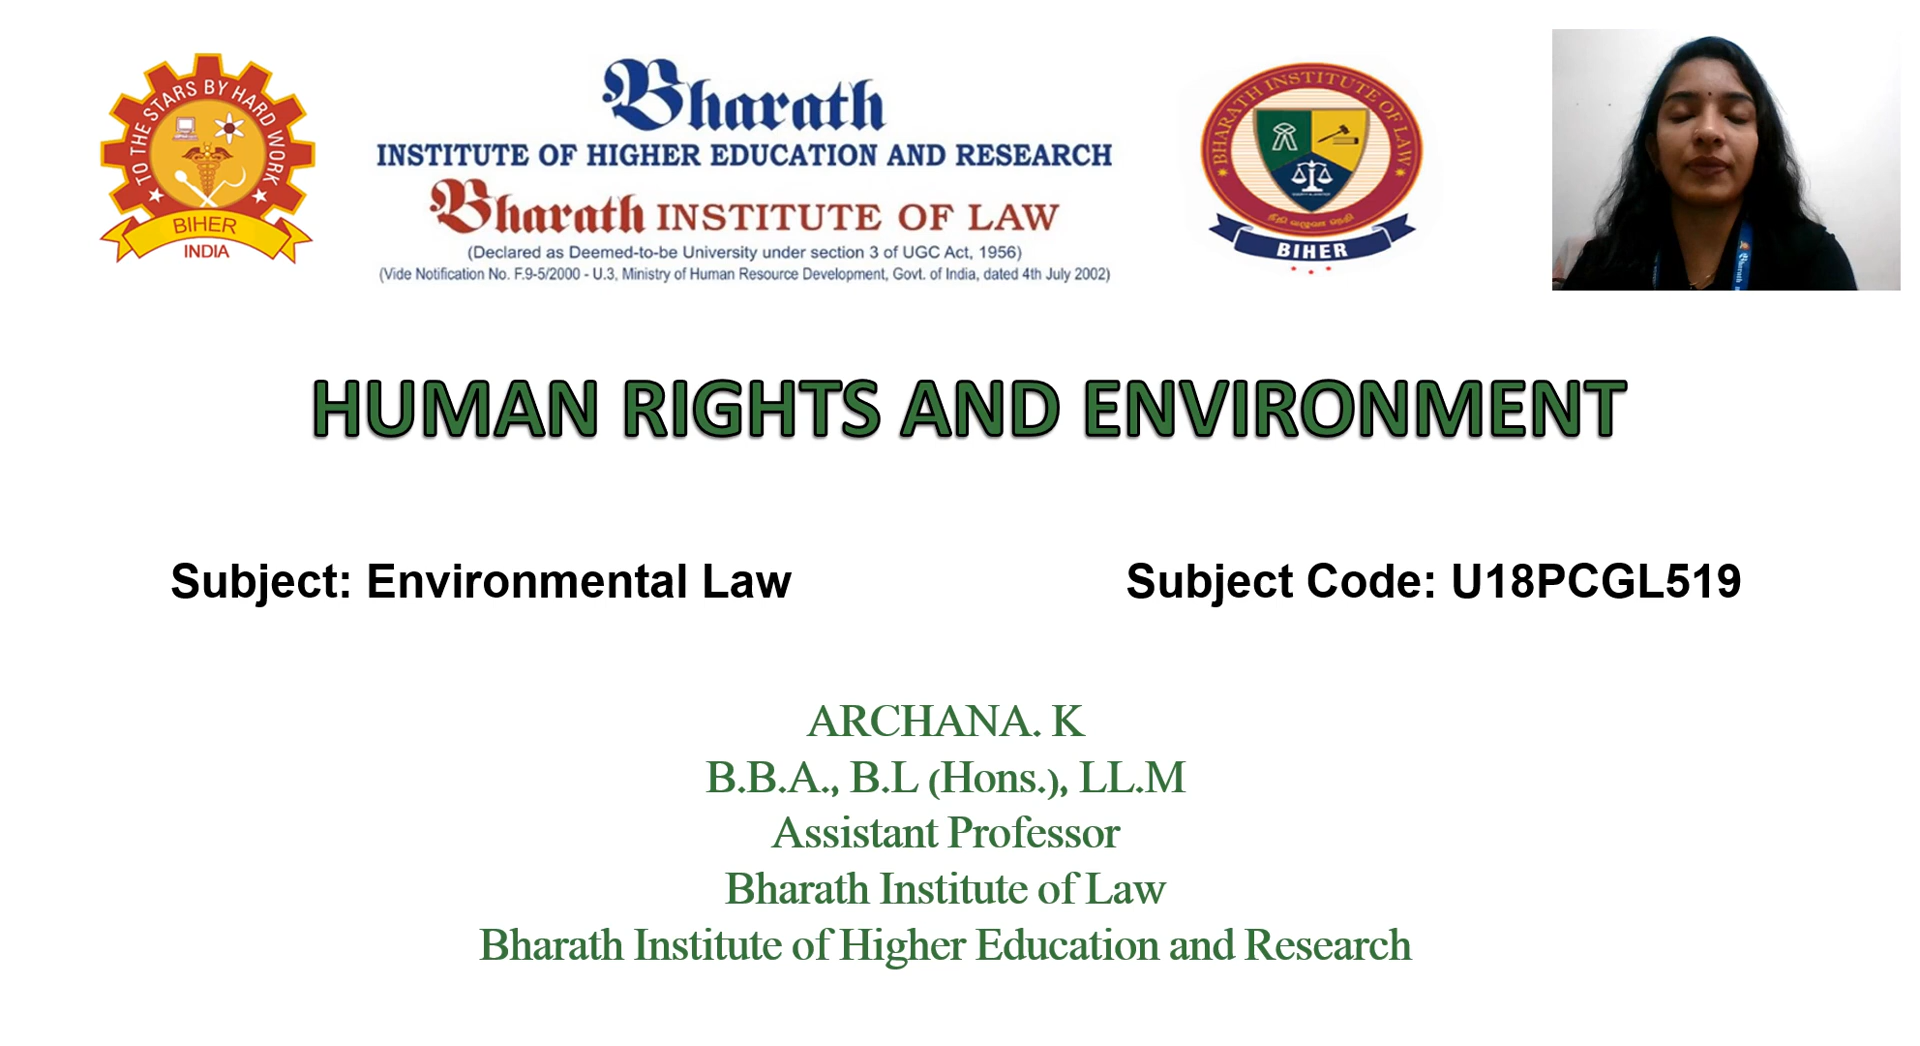 TO THE STARS BY HARD WORK
BIHER
INDIA
Bharath
INSTITUTE OF HIGHER EDUCATION AND RESEARCH
Bharath INSTITUTE OF LAW
(Declared as Deemed-to-be University under section 3 of UGC Act, 1956)
(Vide Notification No. F.9-5/2000 - U.3, Ministry of Human Resource Development, Govt. of India, dated 4th July 2002)
BHARATH INSTITUTE OF LAW
BIHER
HUMAN RIGHTS AND ENVIRONMENT
Subject: Environmental Law
Subject Code: U18PCGL519
ARCHANA. K
B.B.A., B.L (Hons.), LL.M
Assistant Professor
Bharath Institute of Law
Bharath Institute of Higher Education and Research